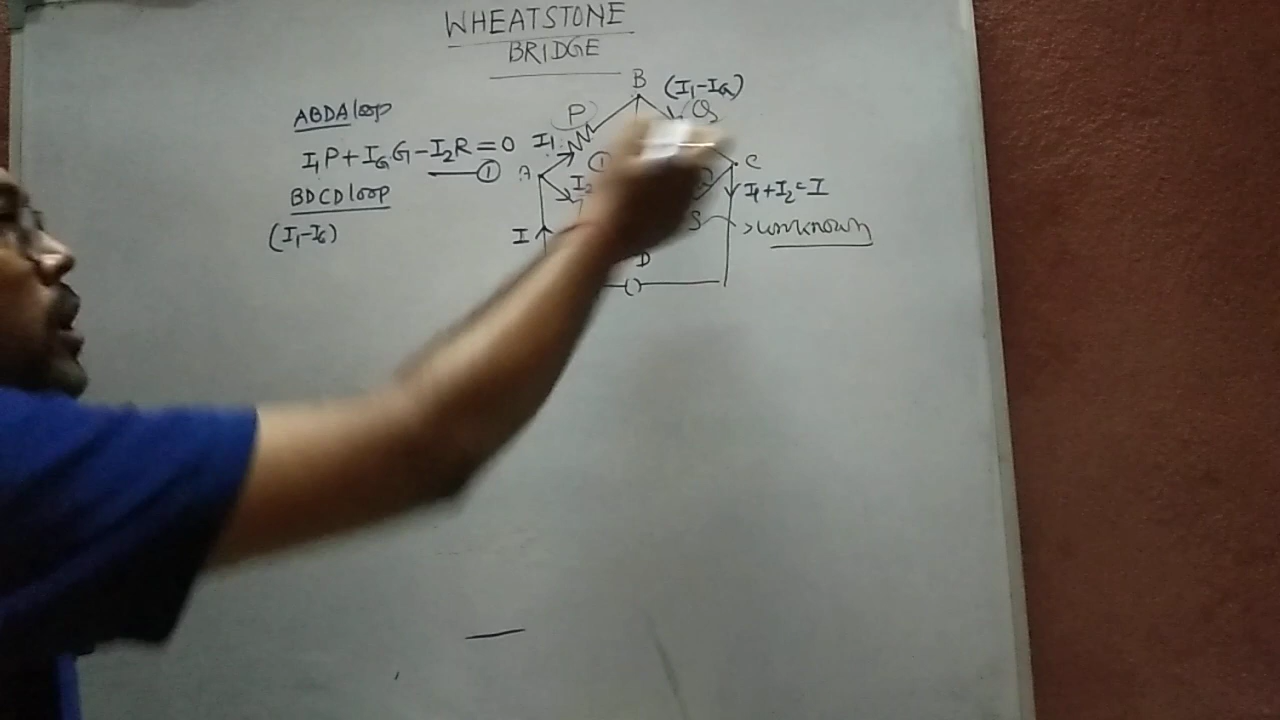 WHEATSTONE
BRIDGE
ABDA loop
I₁P+I_G G-I₂R=0
①
BDCD loop
(I₁-I_G)
B
(I₁-I_G)
P
Q
I₁
①
A
I₂
C
I₁+I₂=I
S
unknown
I
D